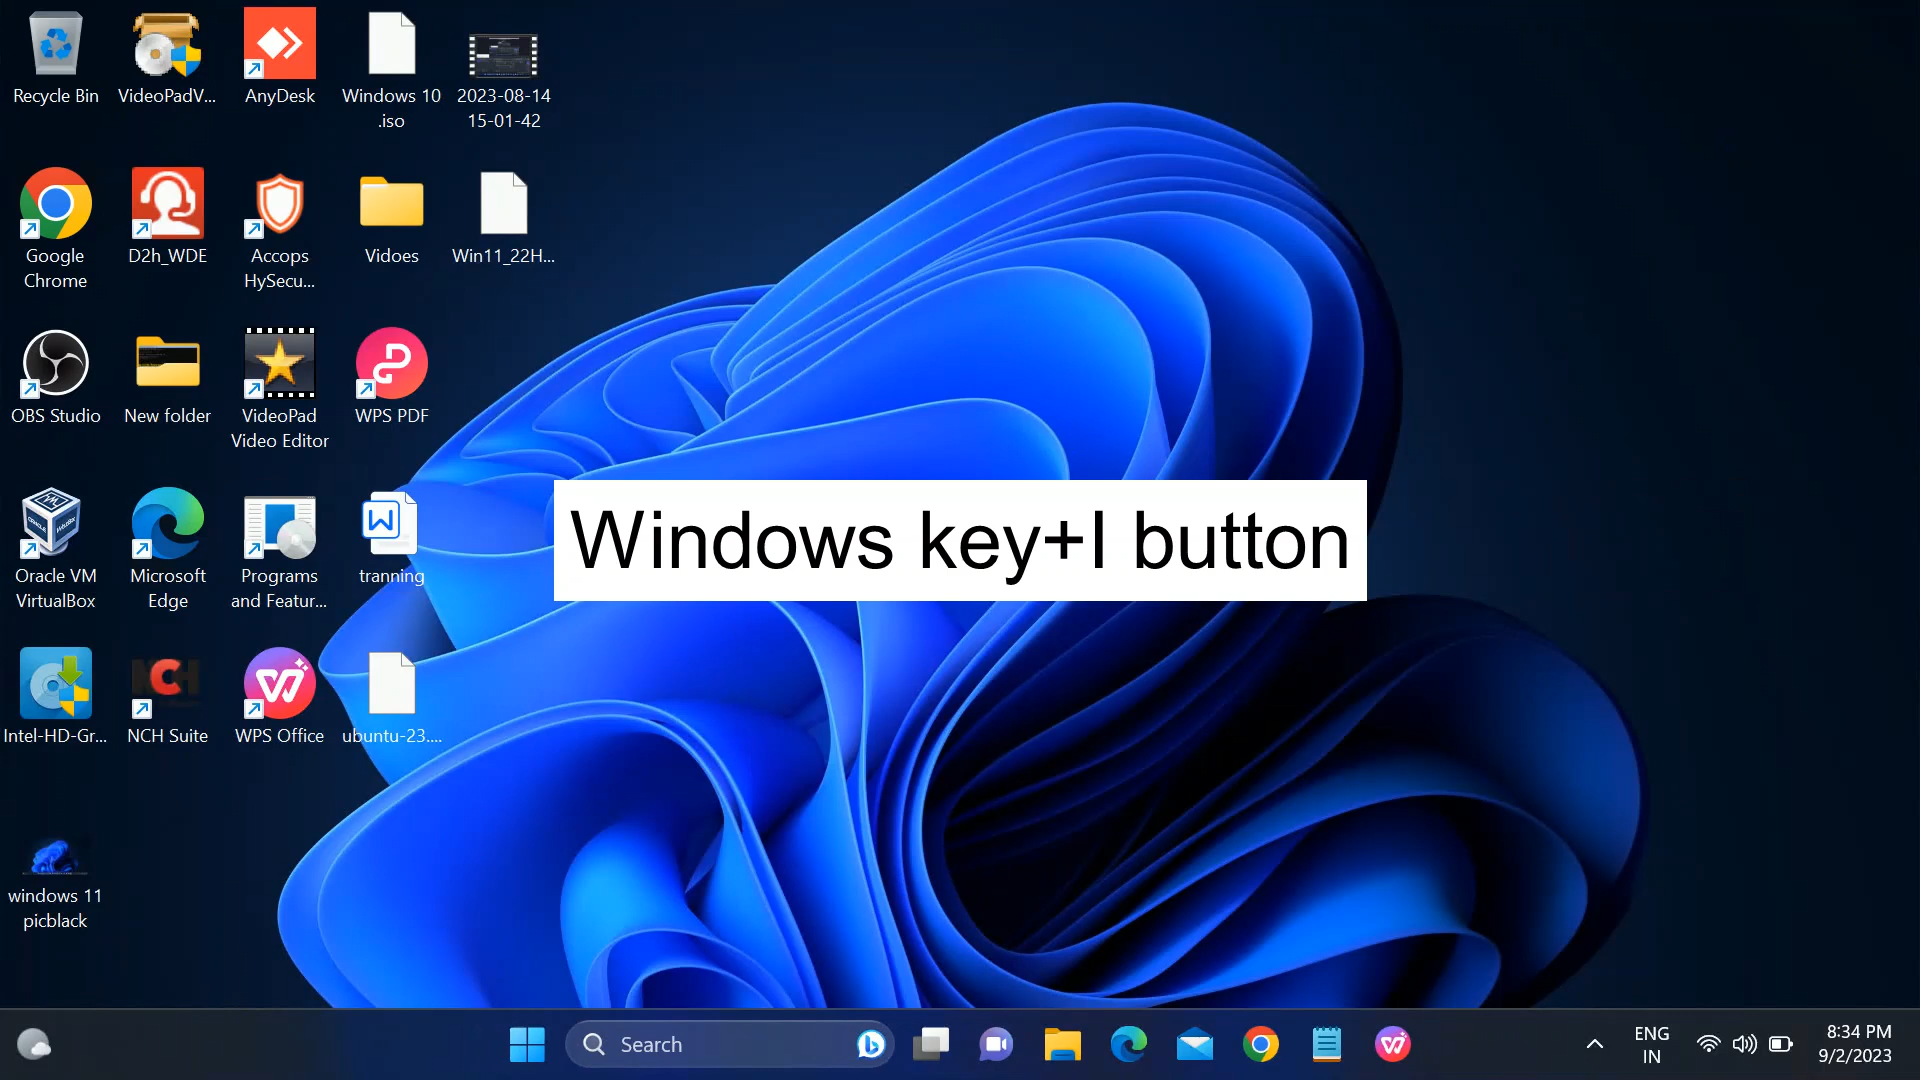 Recycle Bin
VideoPadV...
AnyDesk
Windows 10
.iso
2023-08-14
15-01-42
Google
Chrome
D2h_WDE
Accops
HySecu...
Vidoes
Win11_22H...
OBS Studio
New folder
VideoPad
Video Editor
WPS PDF
Windows key+I button
Oracle VM
VirtualBox
Microsoft
Edge
Programs
and Featur...
tranning
Intel-HD-Gr...
NCH Suite
WPS Office
ubuntu-23....
windows 11
picblack
Search
ENG
IN
8:34 PM
9/2/2023